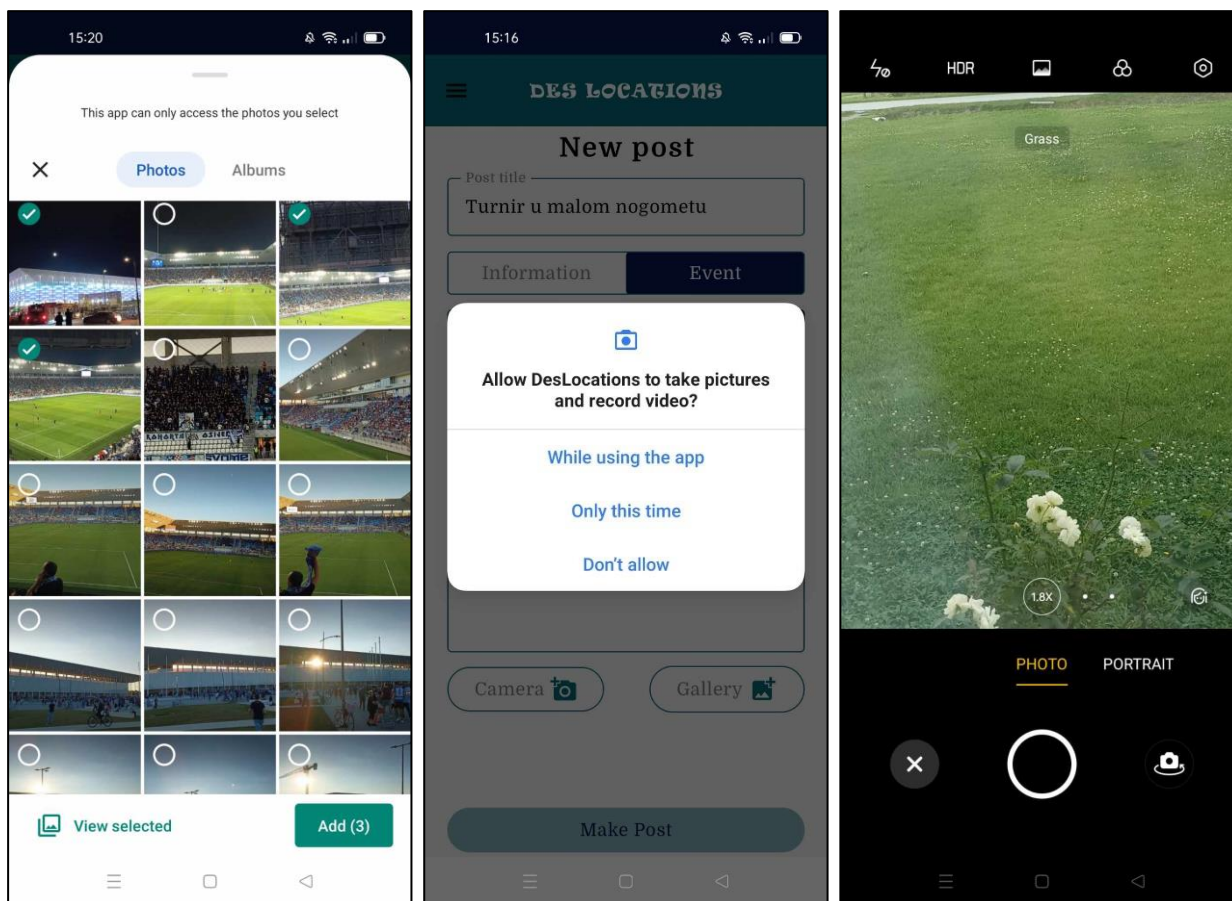 15:20
This app can only access the photos you select
Photos
Albums
KOHORTA OSIJEK
View selected
Add (3)
15:16
DES LOCATIONS
New post
Post title
Turnir u malom nogometu
Information
Event
Allow DesLocations to take pictures
and record video?
While using the app
Only this time
Don't allow
Camera
Gallery
Make Post
HDR
Grass
1.8X
PHOTO
PORTRAIT